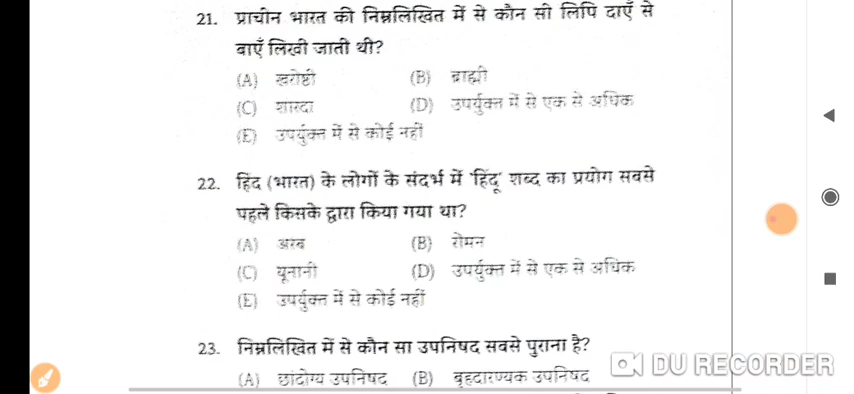 21. प्राचीन भारत की निम्नलिखित में से कौन सी लिपि दाएँ से
बाएँ लिखी जाती थी?
(A) खरोष्ठी (B) ब्राह्मी
(C) शारदा (D) उपर्युक्त में से एक से अधिक
(E) उपर्युक्त में से कोई नहीं
22. हिंद (भारत) के लोगों के संदर्भ में 'हिंदू' शब्द का प्रयोग सबसे
पहले किसके द्वारा किया गया था?
(A) अरब (B) रोमन
(C) यूनानी (D) उपर्युक्त में से एक से अधिक
(E) उपर्युक्त में से कोई नहीं
23. निम्नलिखित में से कौन सा उपनिषद सबसे पुराना है?
(A) छांदोग्य उपनिषद (B) बृहदारण्यक उपनिषद
DU RECORDER